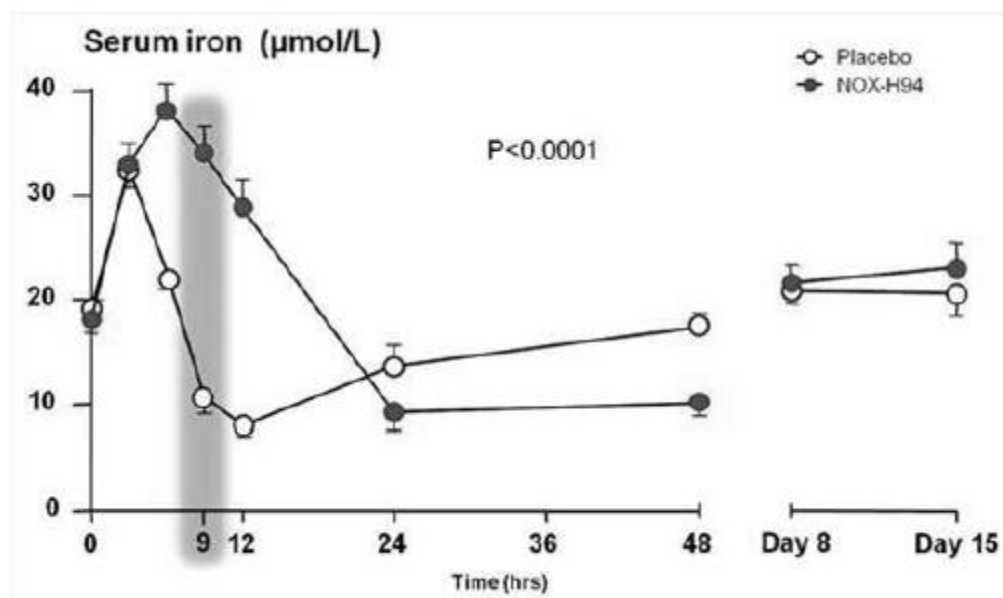 Serum iron (µmol/L)
Placebo
NOX-H94
40
30
20
10
0
P<0.0001
0 9 12 24 36 48 Day 8 Day 15
Time (hrs)